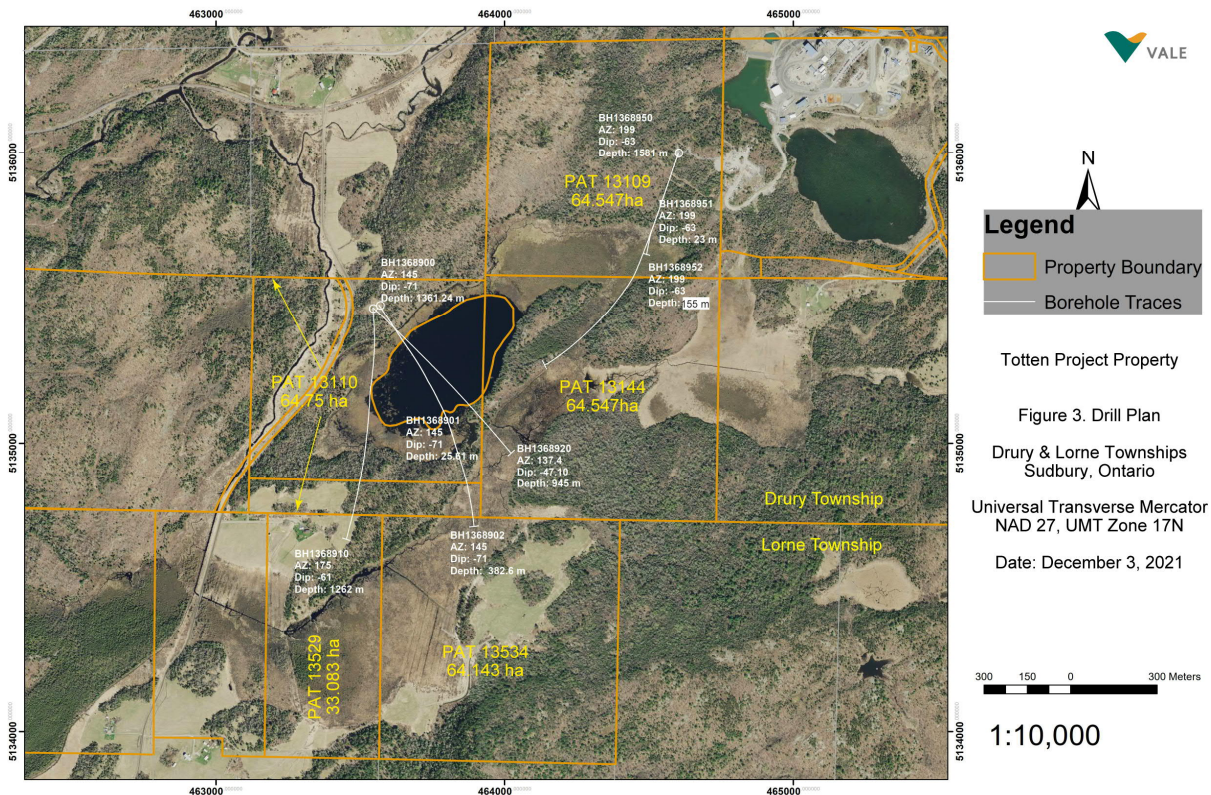 463000
464000
465000
5136000
5135000
5134000
BH1368950
AZ: 199
Dip: -63
Depth: 1581 m
PAT 13109
64.547ha
BH1368951
AZ: 199
Dip: -63
Depth: 23 m
BH1368952
AZ: 199
Dip: -63
Depth: 155 m
BH1368900
AZ: 145
Dip: -71
Depth: 1361.24 m
PAT 13110
64.75 ha
PAT 13144
64.547ha
BH1368901
AZ: 145
Dip: -71
Depth: 25.61 m
BH1368920
AZ: 137.4
Dip: -47.10
Depth: 945 m
Drury Township
Lorne Township
BH1368902
AZ: 145
Dip: -71
Depth: 382.6 m
BH1368910
AZ: 175
Dip: -61
Depth: 1262 m
PAT 13529
33.083 ha
PAT 13534
64.143 ha
463000
464000
465000
5136000
5135000
5134000
VALE
N
Legend
Property Boundary
Borehole Traces
Totten Project Property
Figure 3. Drill Plan
Drury & Lorne Townships
Sudbury, Ontario
Universal Transverse Mercator
NAD 27, UMT Zone 17N
Date: December 3, 2021
300 150 0 300 Meters
1:10,000